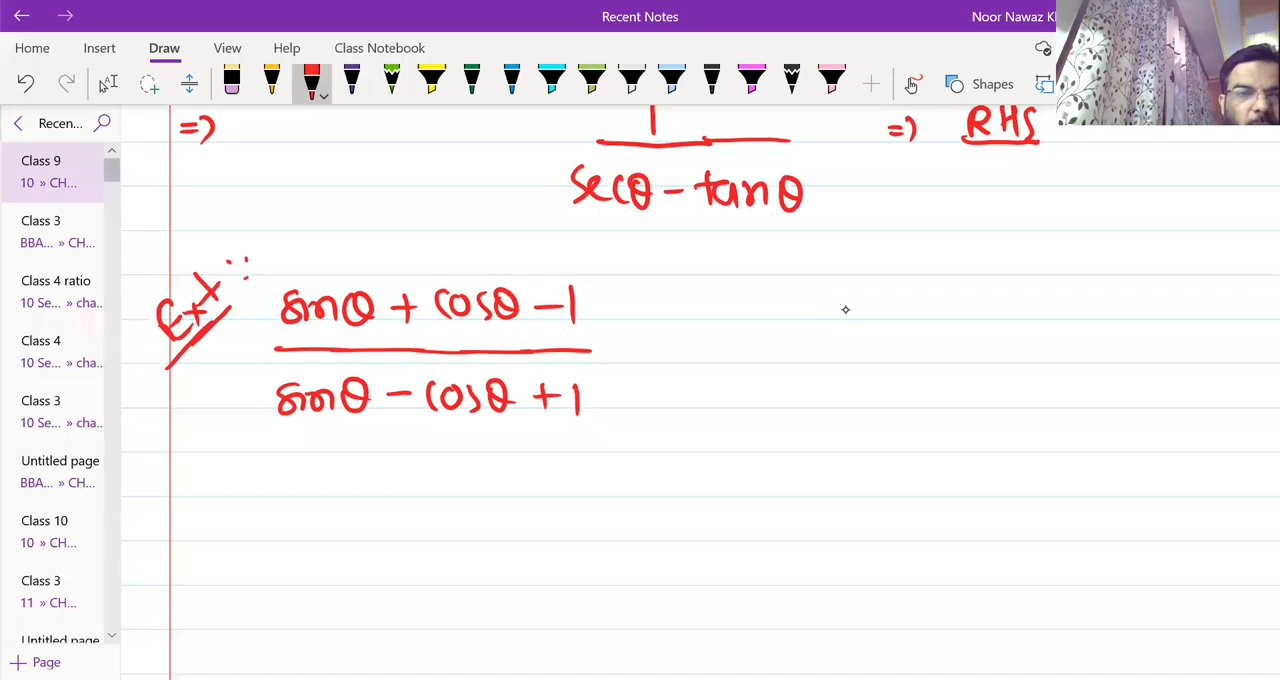 Recent Notes
Noor Nawaz Kh
Home Insert Draw View Help Class Notebook
Shapes
Recen...
Class 9
10 » CH...
Class 3
BBA... » CH...
Class 4 ratio
10 Se... » cha..
Class 4
10 Se... » cha..
Class 3
10 Se... » cha..
Untitled page
BBA... » CH...
Class 10
10 » CH...
Class 3
11 » CH...
Untitled page
+ Page
=> 1 => RHS
secθ - tanθ
sinθ + cosθ - 1
sinθ - cosθ + 1